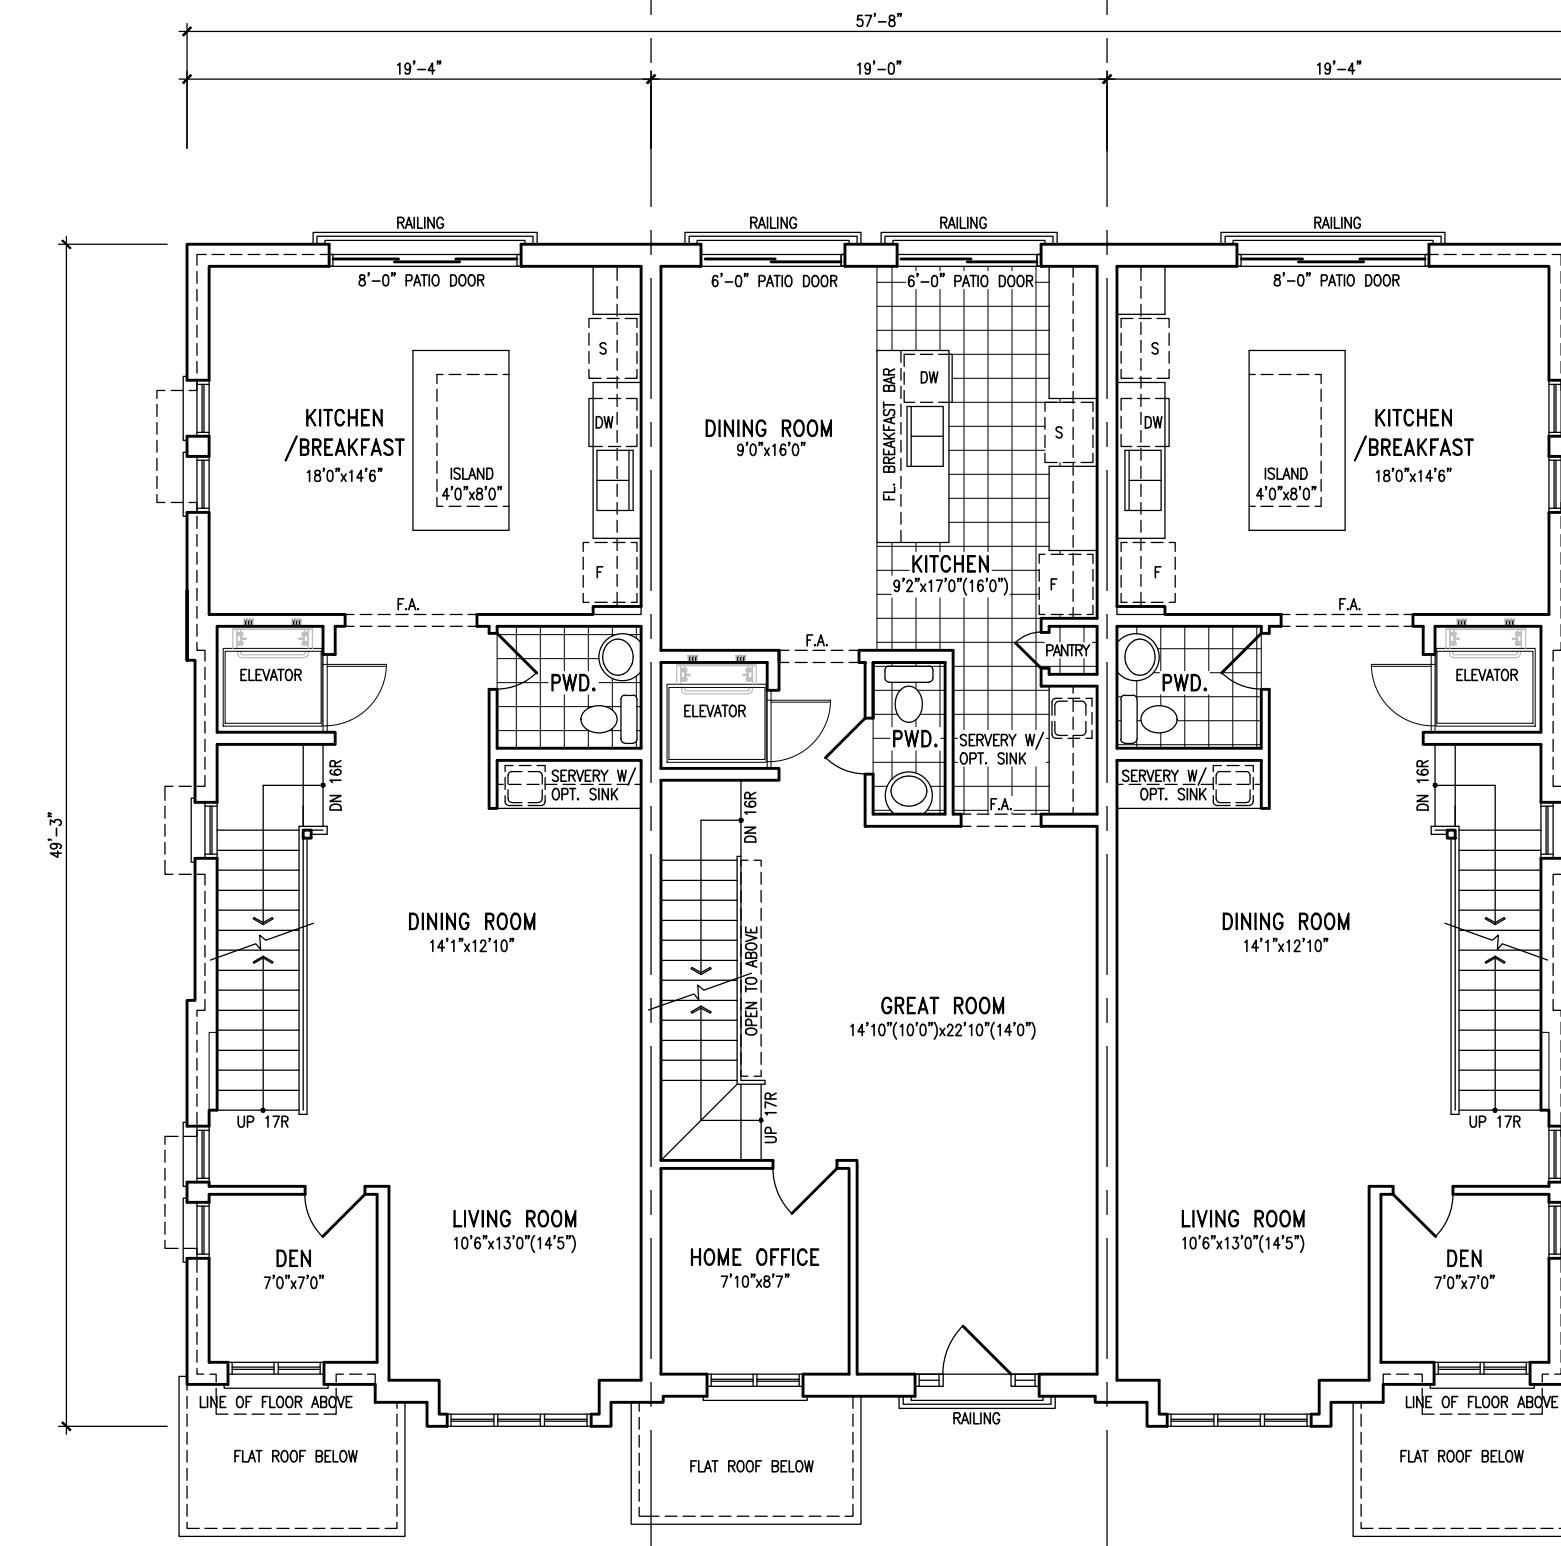 57'-8"
19'-4"
19'-0"
19'-4"
49'-3"
RAILING
RAILING
RAILING
RAILING
8'-0" PATIO DOOR
6'-0" PATIO DOOR
6'-0" PATIO DOOR
8'-0" PATIO DOOR
KITCHEN
/BREAKFAST
18'0"x14'6"
ISLAND
4'0"x8'0"
S
DW
F
F.A.
ELEVATOR
PWD.
SERVERY W/
OPT. SINK
DN 16R
DINING ROOM
14'1"x12'10"
UP 17R
LIVING ROOM
10'6"x13'0"(14'5")
DEN
7'0"x7'0"
LINE OF FLOOR ABOVE
FLAT ROOF BELOW
DINING ROOM
9'0"x16'0"
FL. BREAKFAST BAR
DW
S
KITCHEN
9'2"x17'0"(16'0")
F
F.A.
PANTRY
ELEVATOR
PWD.
SERVERY W/
OPT. SINK
F.A.
DN 16R
OPEN TO ABOVE
GREAT ROOM
14'10"(10'0")x22'10"(14'0")
UP 17R
HOME OFFICE
7'10"x8'7"
RAILING
FLAT ROOF BELOW
S
DW
F
KITCHEN
/BREAKFAST
18'0"x14'6"
ISLAND
4'0"x8'0"
F.A.
PWD.
ELEVATOR
SERVERY W/
OPT. SINK
DN 16R
DINING ROOM
14'1"x12'10"
UP 17R
LIVING ROOM
10'6"x13'0"(14'5")
DEN
7'0"x7'0"
LINE OF FLOOR ABOVE
FLAT ROOF BELOW